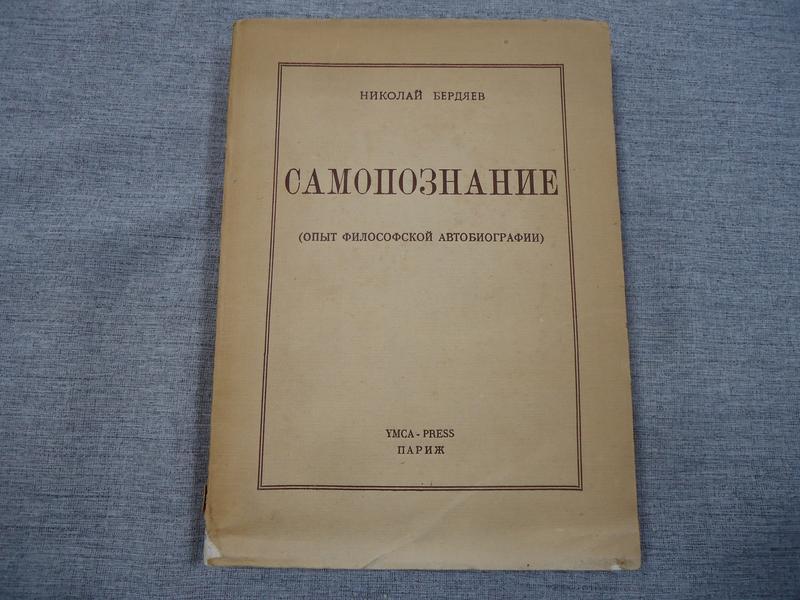 НИКОЛАЙ БЕРДЯЕВ
САМОПОЗНАНИЕ
(ОПЫТ ФИЛОСОФСКОЙ АВТОБИОГРАФИИ)
YMCA - PRESS
ПАРИЖ